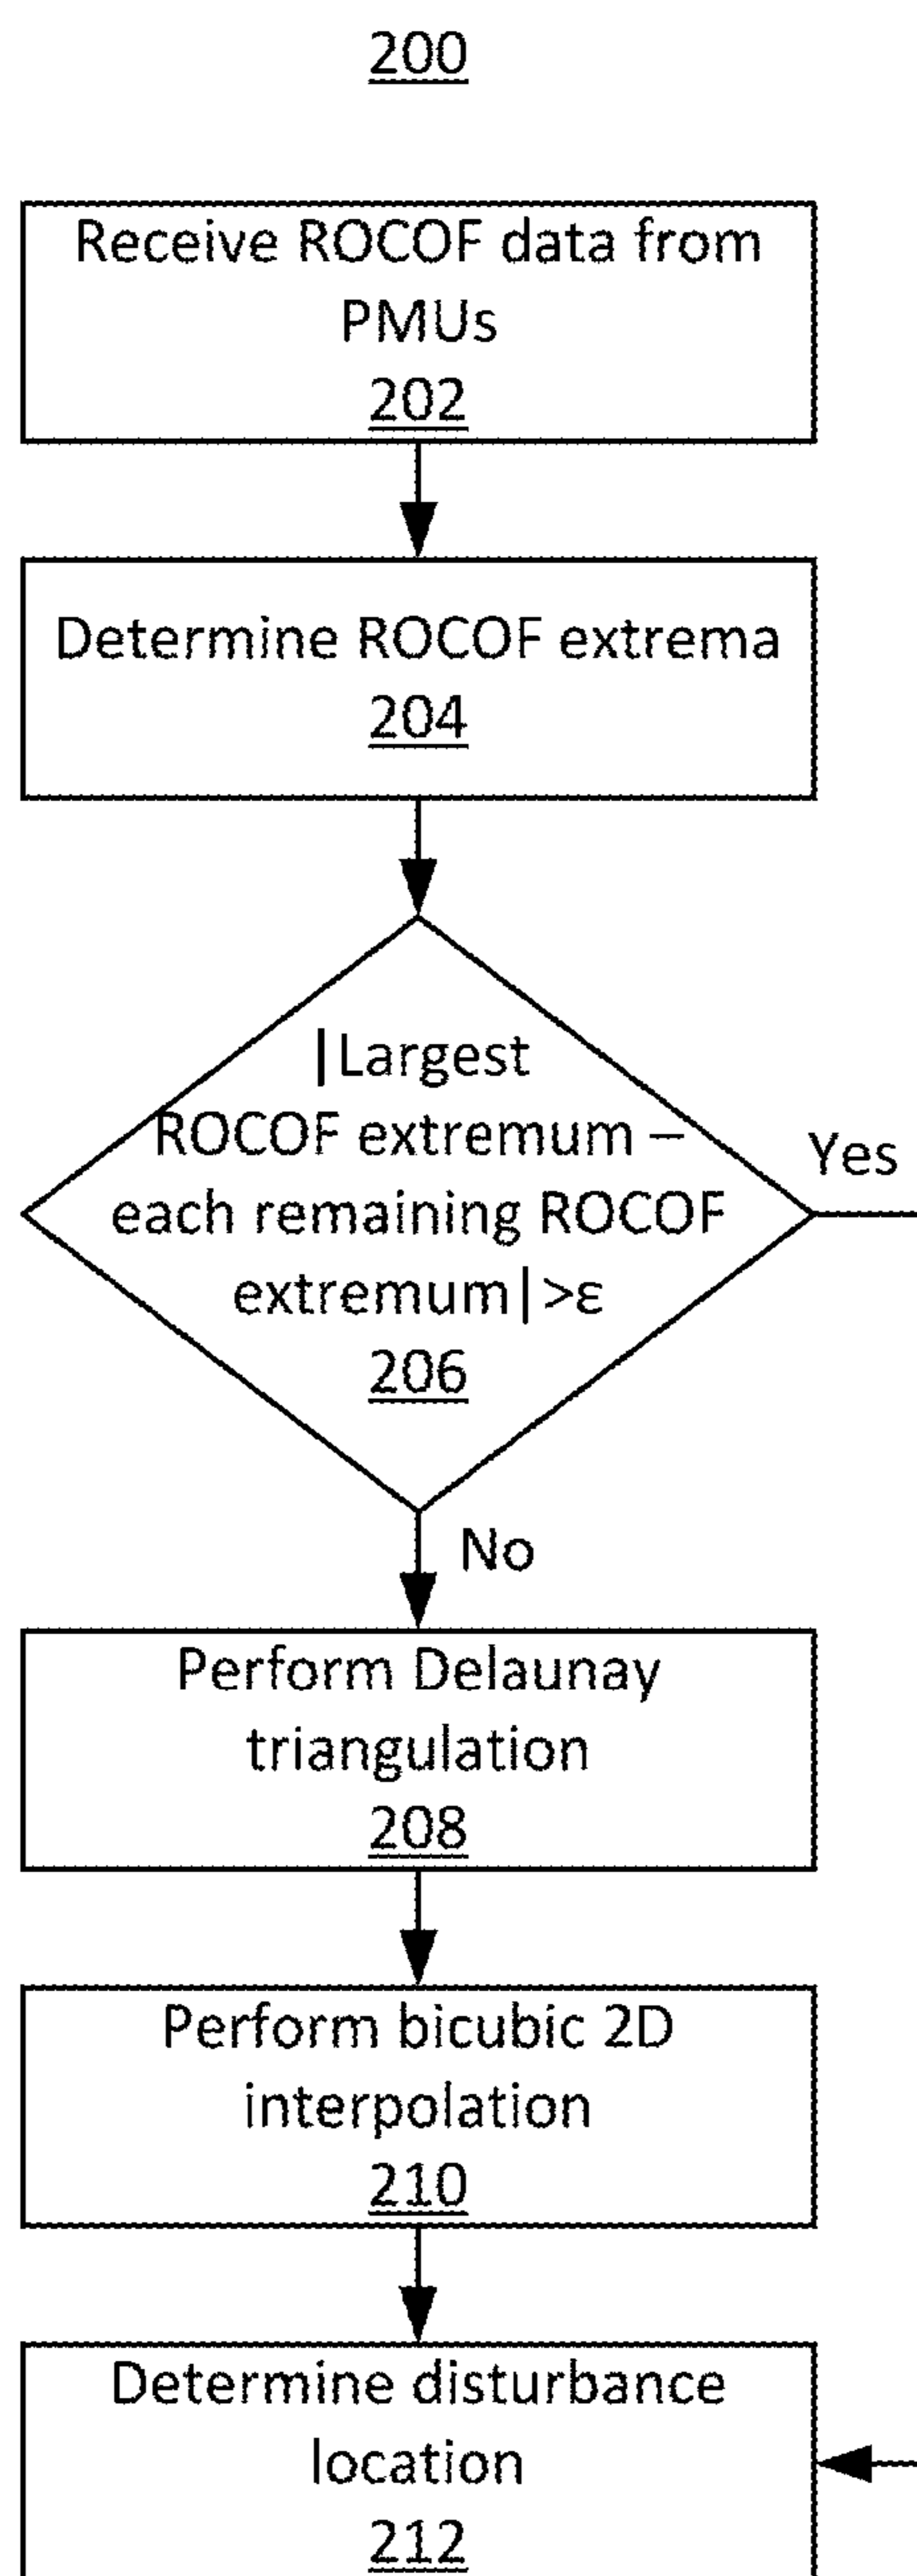 200
Receive ROCOF data from
PMUs
202
Determine ROCOF extrema
204
|Largest
ROCOF extremum –
each remaining ROCOF
extremum|>ε
206
Yes
No
Perform Delaunay
triangulation
208
Perform bicubic 2D
interpolation
210
Determine disturbance
location
212